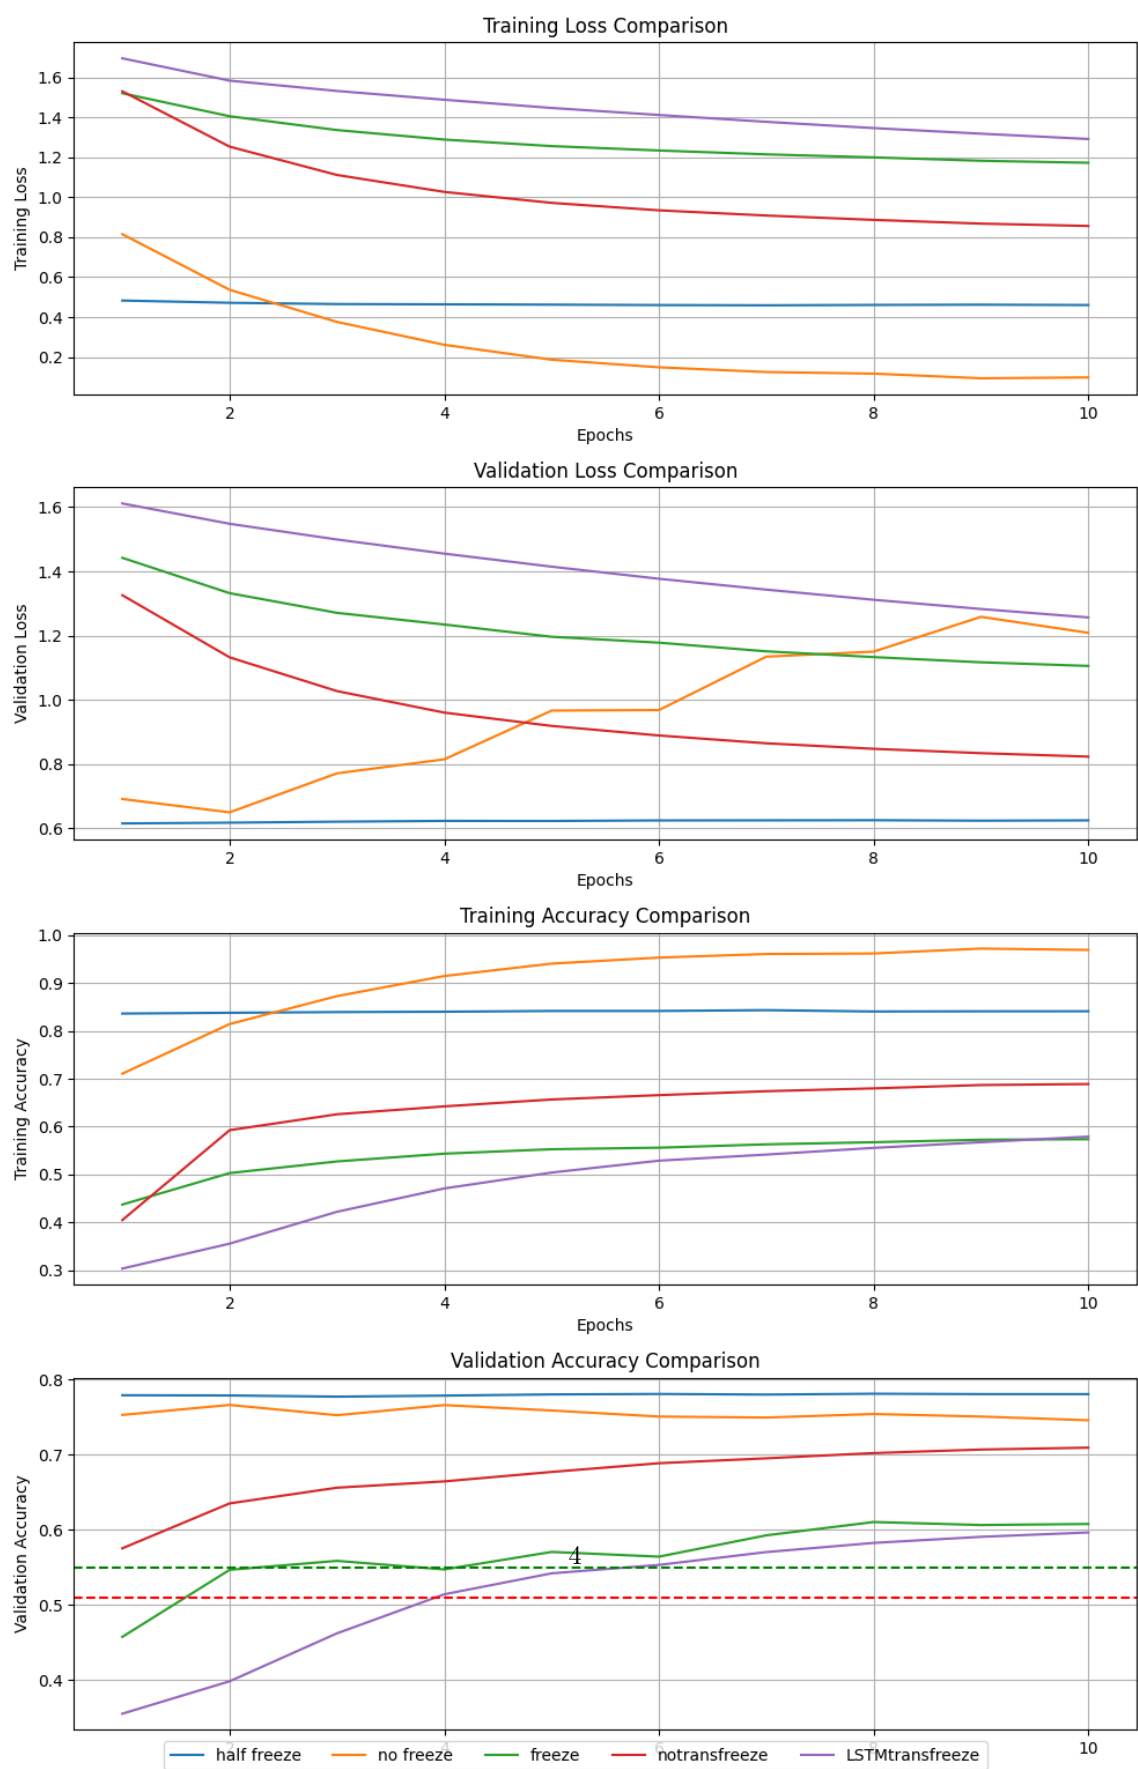 Training Loss Comparison
1.6
1.4
1.2
1.0
0.8
0.6
0.4
0.2
Training Loss
2 4 6 8 10
Epochs
Validation Loss Comparison
1.6
1.4
1.2
1.0
0.8
0.6
Validation Loss
2 4 6 8 10
Epochs
Training Accuracy Comparison
1.0
0.9
0.8
0.7
0.6
0.5
0.4
0.3
Training Accuracy
2 4 6 8 10
Epochs
Validation Accuracy Comparison
0.8
0.7
0.6
0.5
0.4
Validation Accuracy
4
2 4 6 8 10
half freeze no freeze freeze notransfreeze LSTMtransfreeze